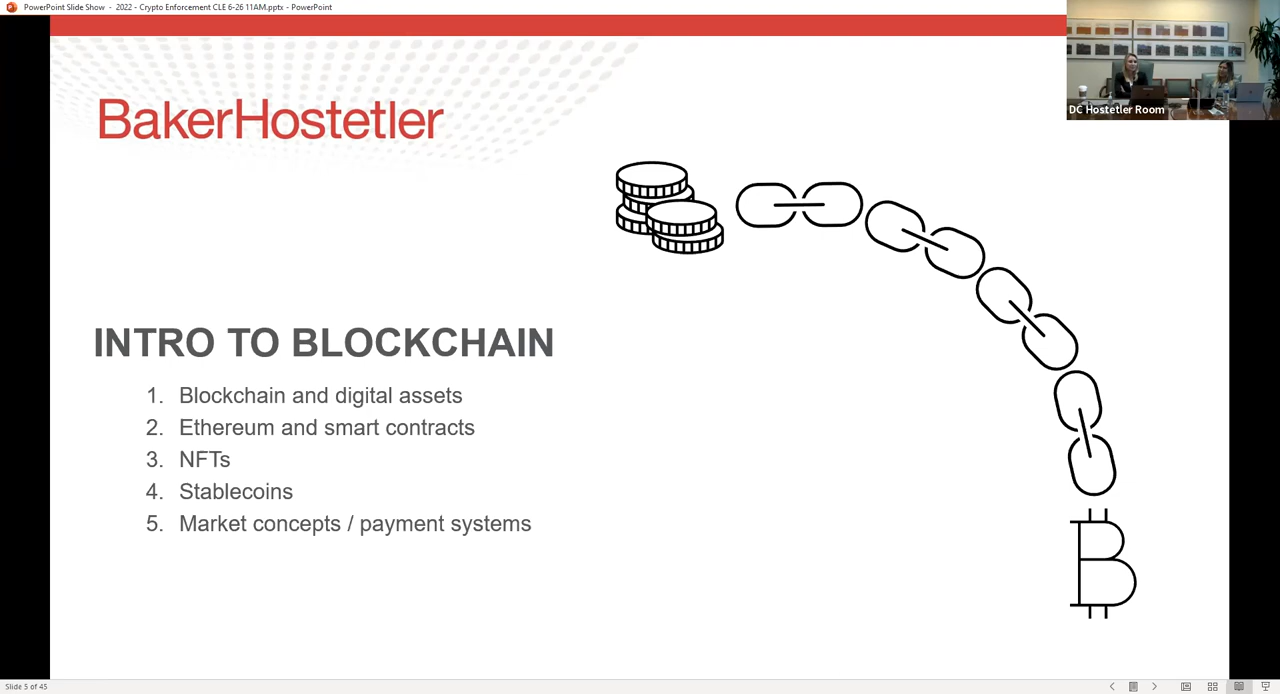 PowerPoint Slide Show - 2022 - Crypto Enforcement CLE 6-26 11AM.pptx - PowerPoint
DC Hostetler Room
BakerHostetler
INTRO TO BLOCKCHAIN
1. Blockchain and digital assets
2. Ethereum and smart contracts
3. NFTs
4. Stablecoins
5. Market concepts / payment systems
Slide 5 of 45